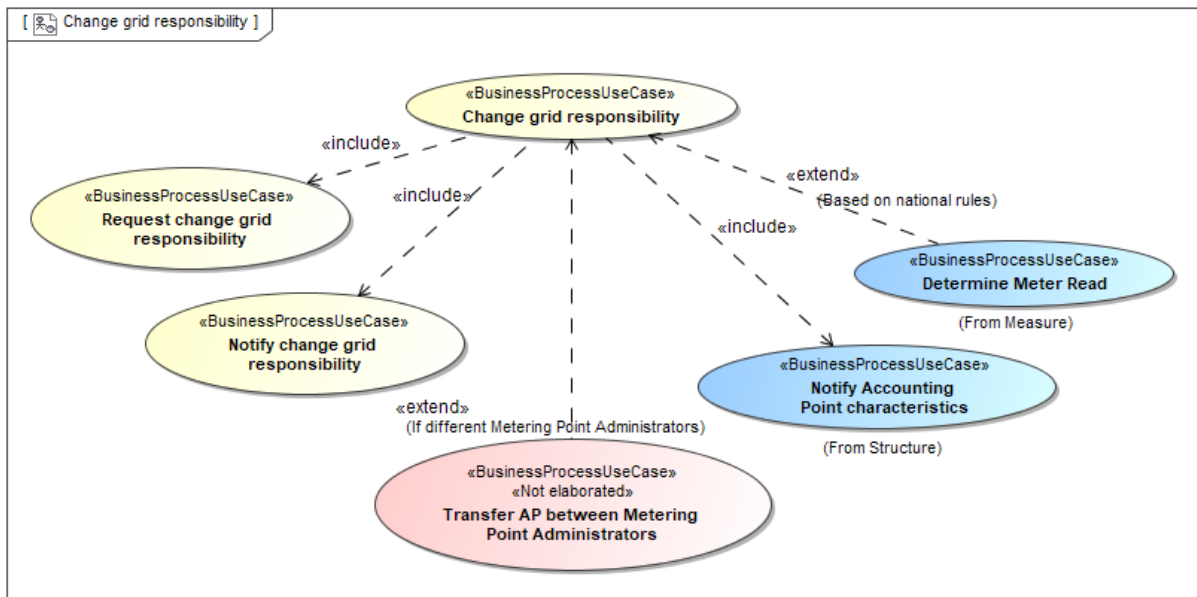 [ Change grid responsibility ]
«BusinessProcessUseCase»
Change grid responsibility
«include»
«include»
«extend»
(Based on national rules)
«include»
«BusinessProcessUseCase»
Request change grid
responsibility
«BusinessProcessUseCase»
Determine Meter Read
(From Measure)
«BusinessProcessUseCase»
Notify change grid
responsibility
«BusinessProcessUseCase»
Notify Accounting
Point characteristics
(From Structure)
«extend»
(If different Metering Point Administrators)
«BusinessProcessUseCase»
«Not elaborated»
Transfer AP between Metering
Point Administrators